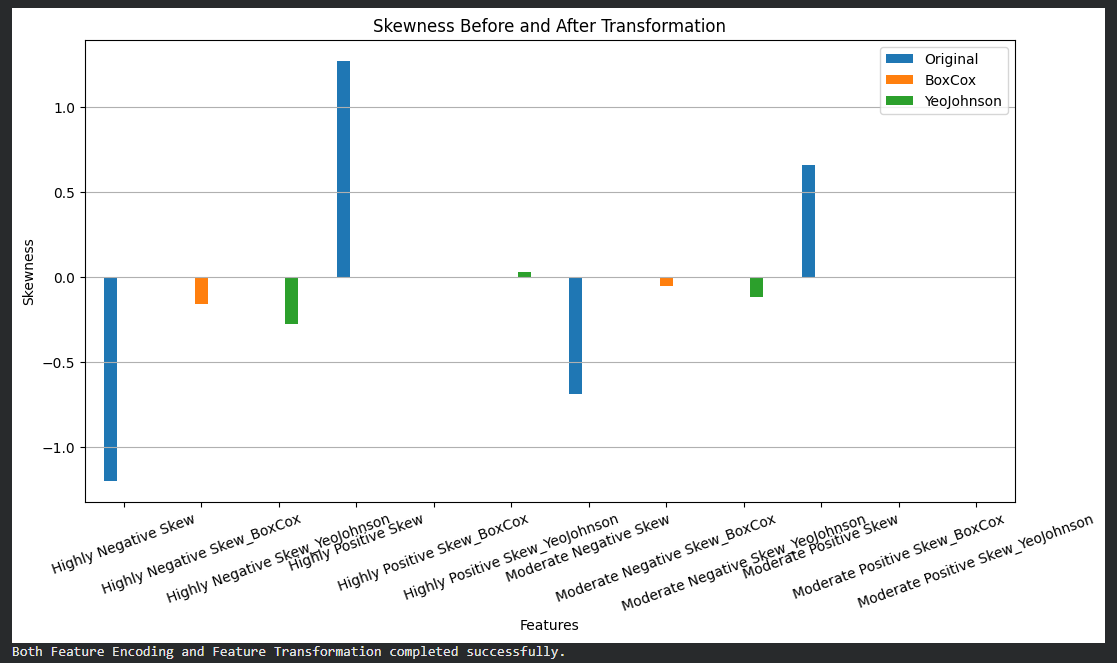 Skewness Before and After Transformation
Original
BoxCox
YeoJohnson
1.0
0.5
0.0
−0.5
−1.0
Skewness
Highly Negative Skew
Highly Negative Skew_BoxCox
Highly Negative Skew_YeoJohnson
Highly Positive Skew
Highly Positive Skew_BoxCox
Highly Positive Skew_YeoJohnson
Moderate Negative Skew
Moderate Negative Skew_BoxCox
Moderate Negative Skew_YeoJohnson
Moderate Positive Skew
Moderate Positive Skew_BoxCox
Moderate Positive Skew_YeoJohnson
Features
Both Feature Encoding and Feature Transformation completed successfully.